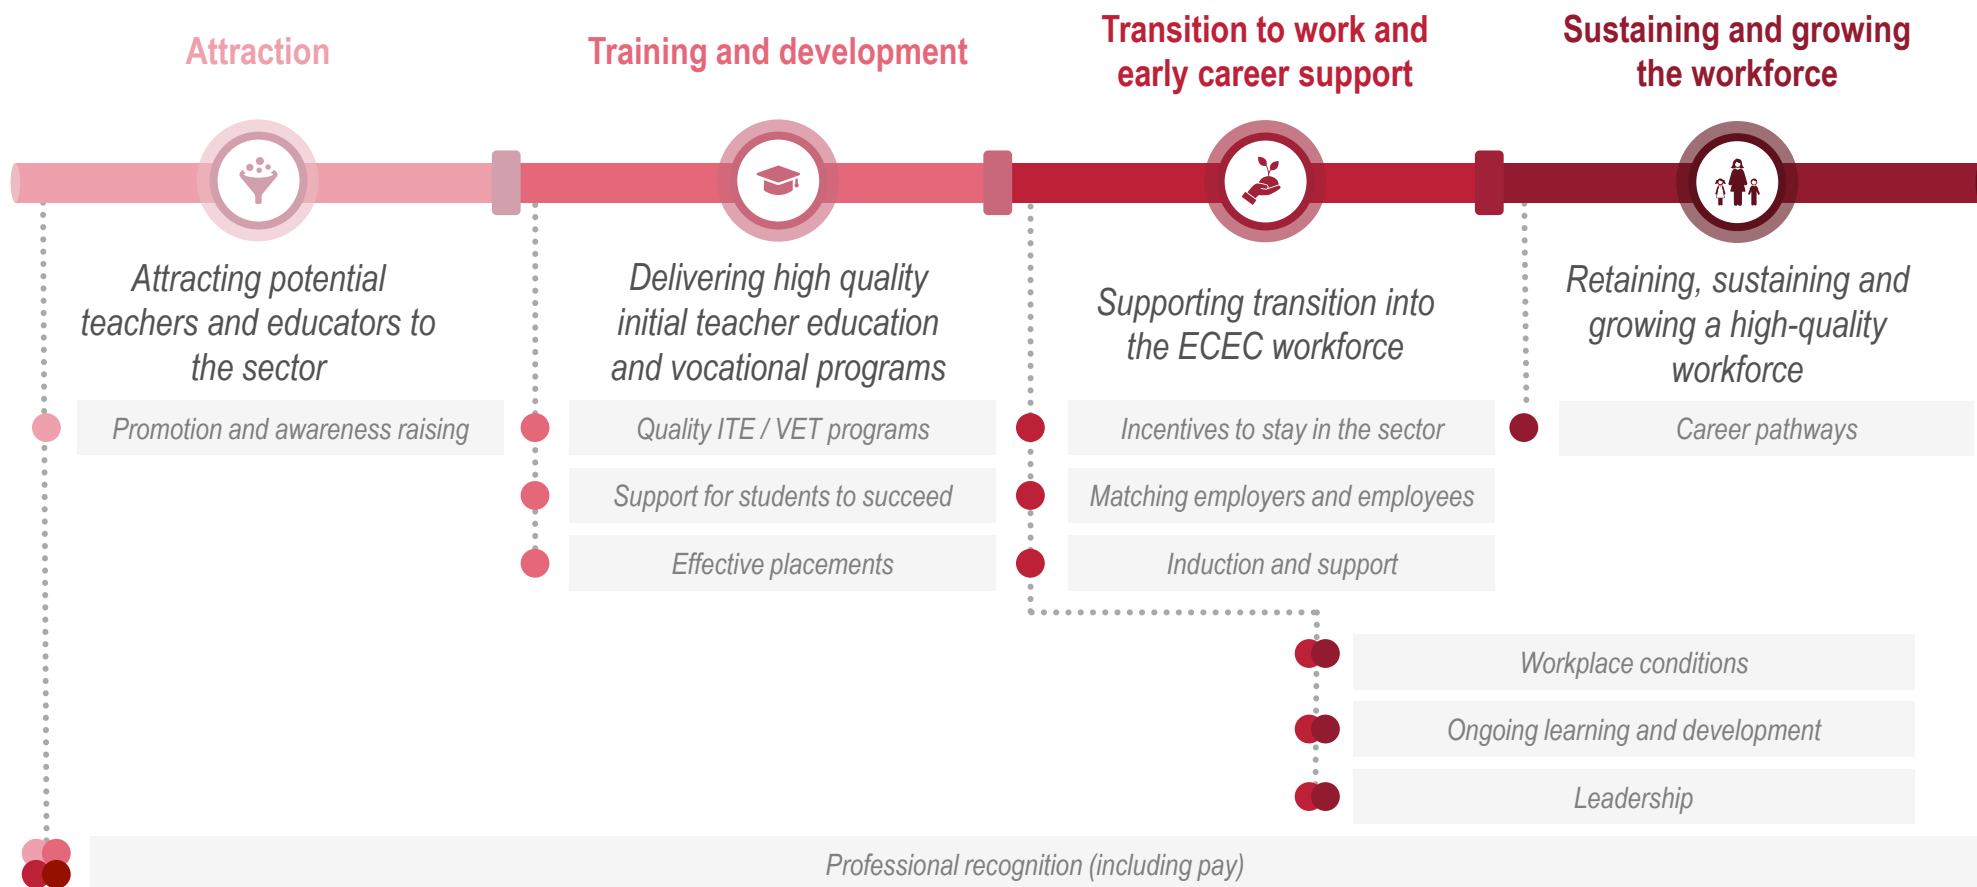 Attraction
Training and development
Transition to work and
early career support
Sustaining and growing
the workforce
Attracting potential
teachers and educators to
the sector
Delivering high quality
initial teacher education
and vocational programs
Supporting transition into
the ECEC workforce
Retaining, sustaining and
growing a high-quality
workforce
Promotion and awareness raising
Quality ITE / VET programs
Incentives to stay in the sector
Career pathways
Support for students to succeed
Matching employers and employees
Effective placements
Induction and support
Workplace conditions
Ongoing learning and development
Leadership
Professional recognition (including pay)